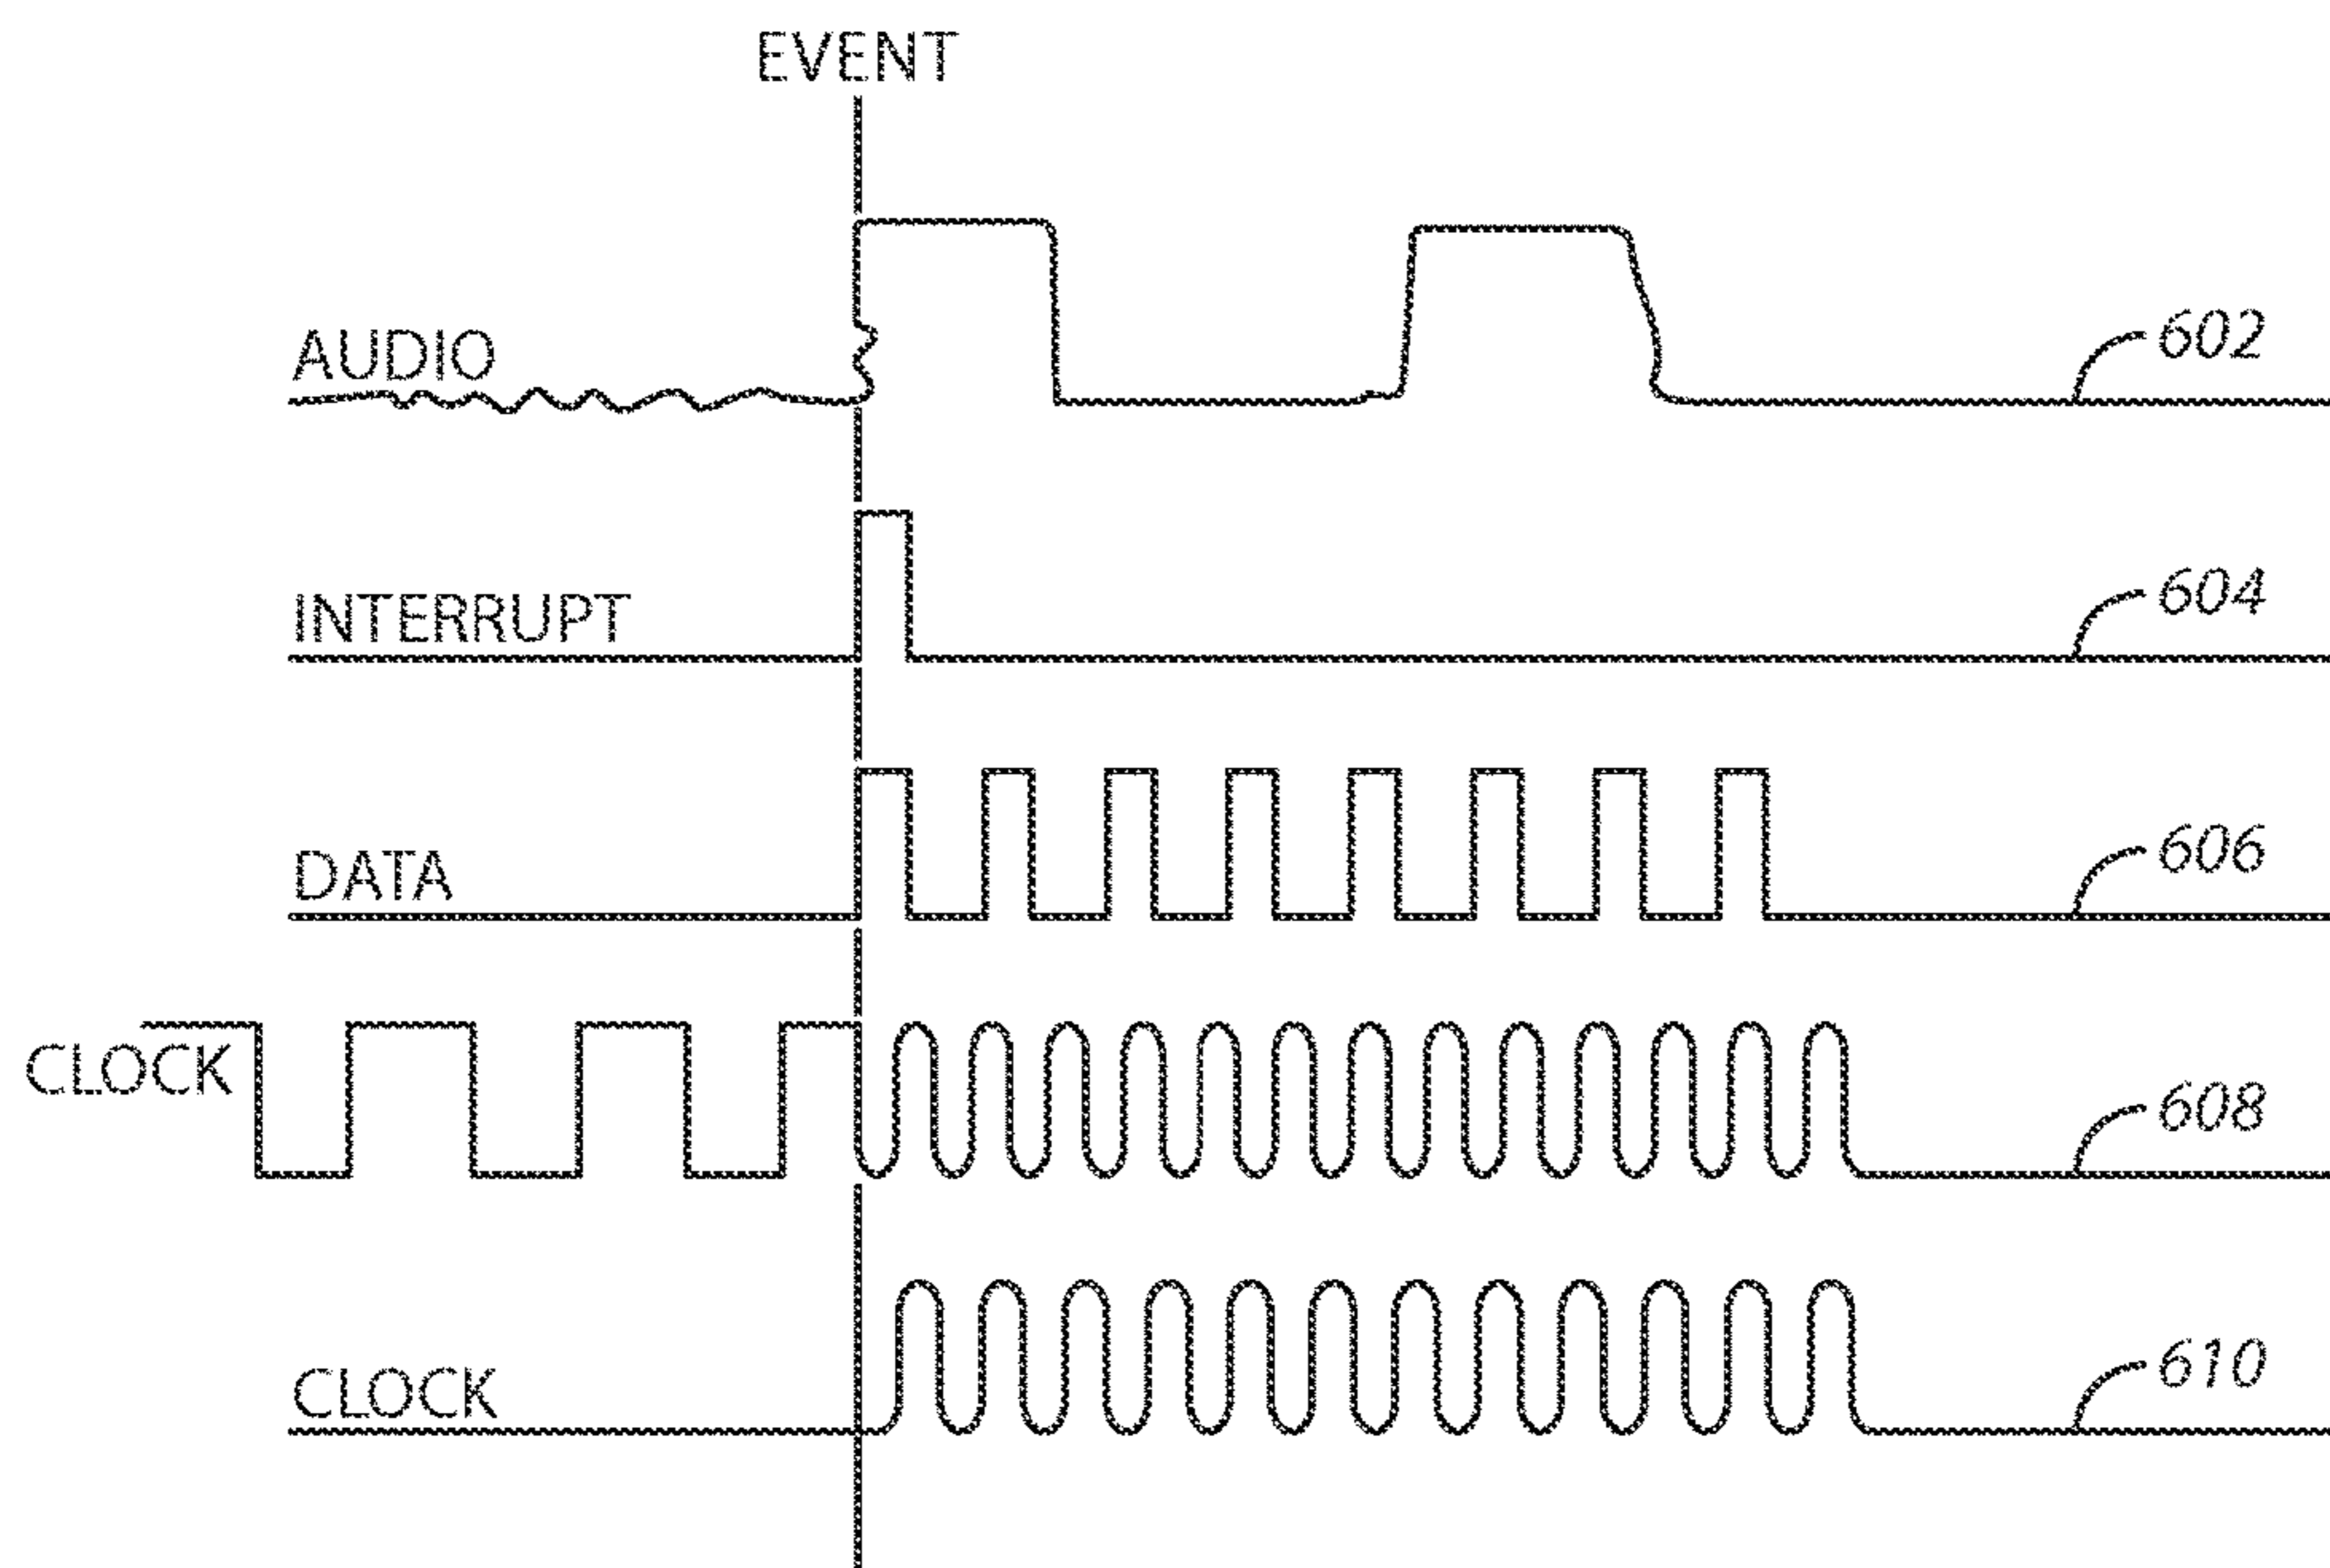 EVENT
AUDIO
602
INTERRUPT
604
DATA
606
CLOCK
608
CLOCK
610